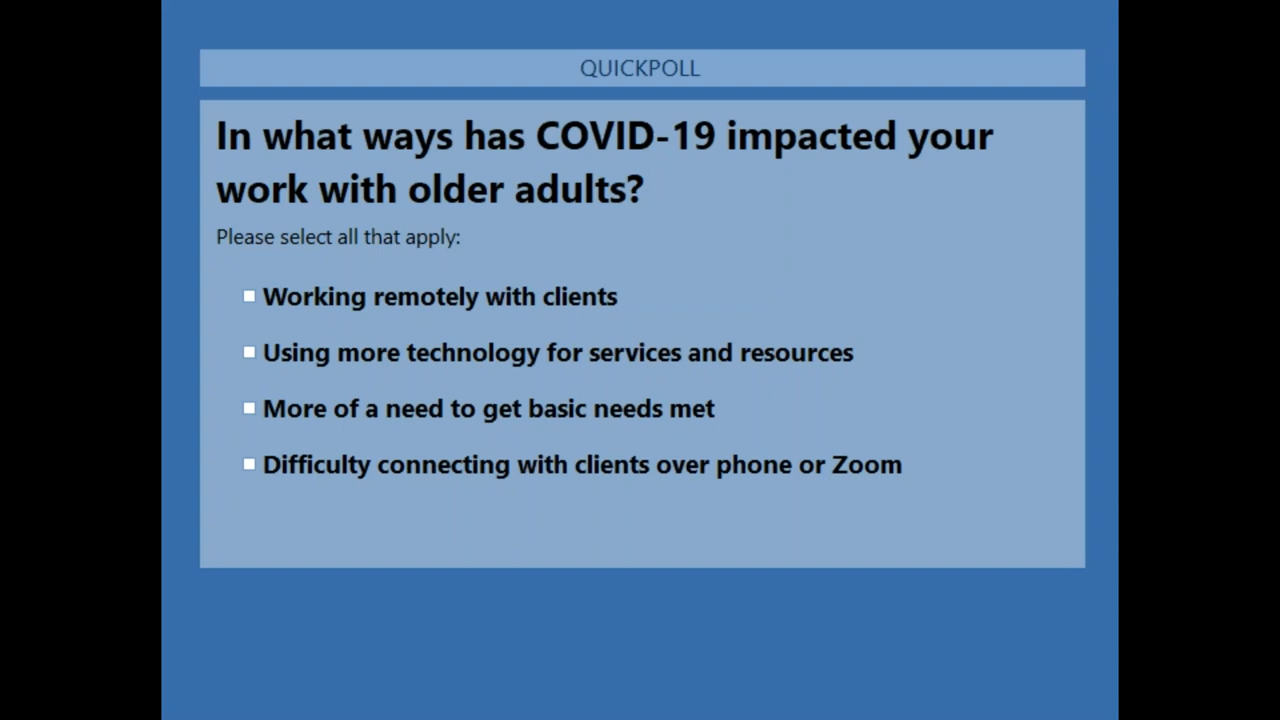 QUICKPOLL
In what ways has COVID-19 impacted your
work with older adults?
Please select all that apply:
Working remotely with clients
Using more technology for services and resources
More of a need to get basic needs met
Difficulty connecting with clients over phone or Zoom